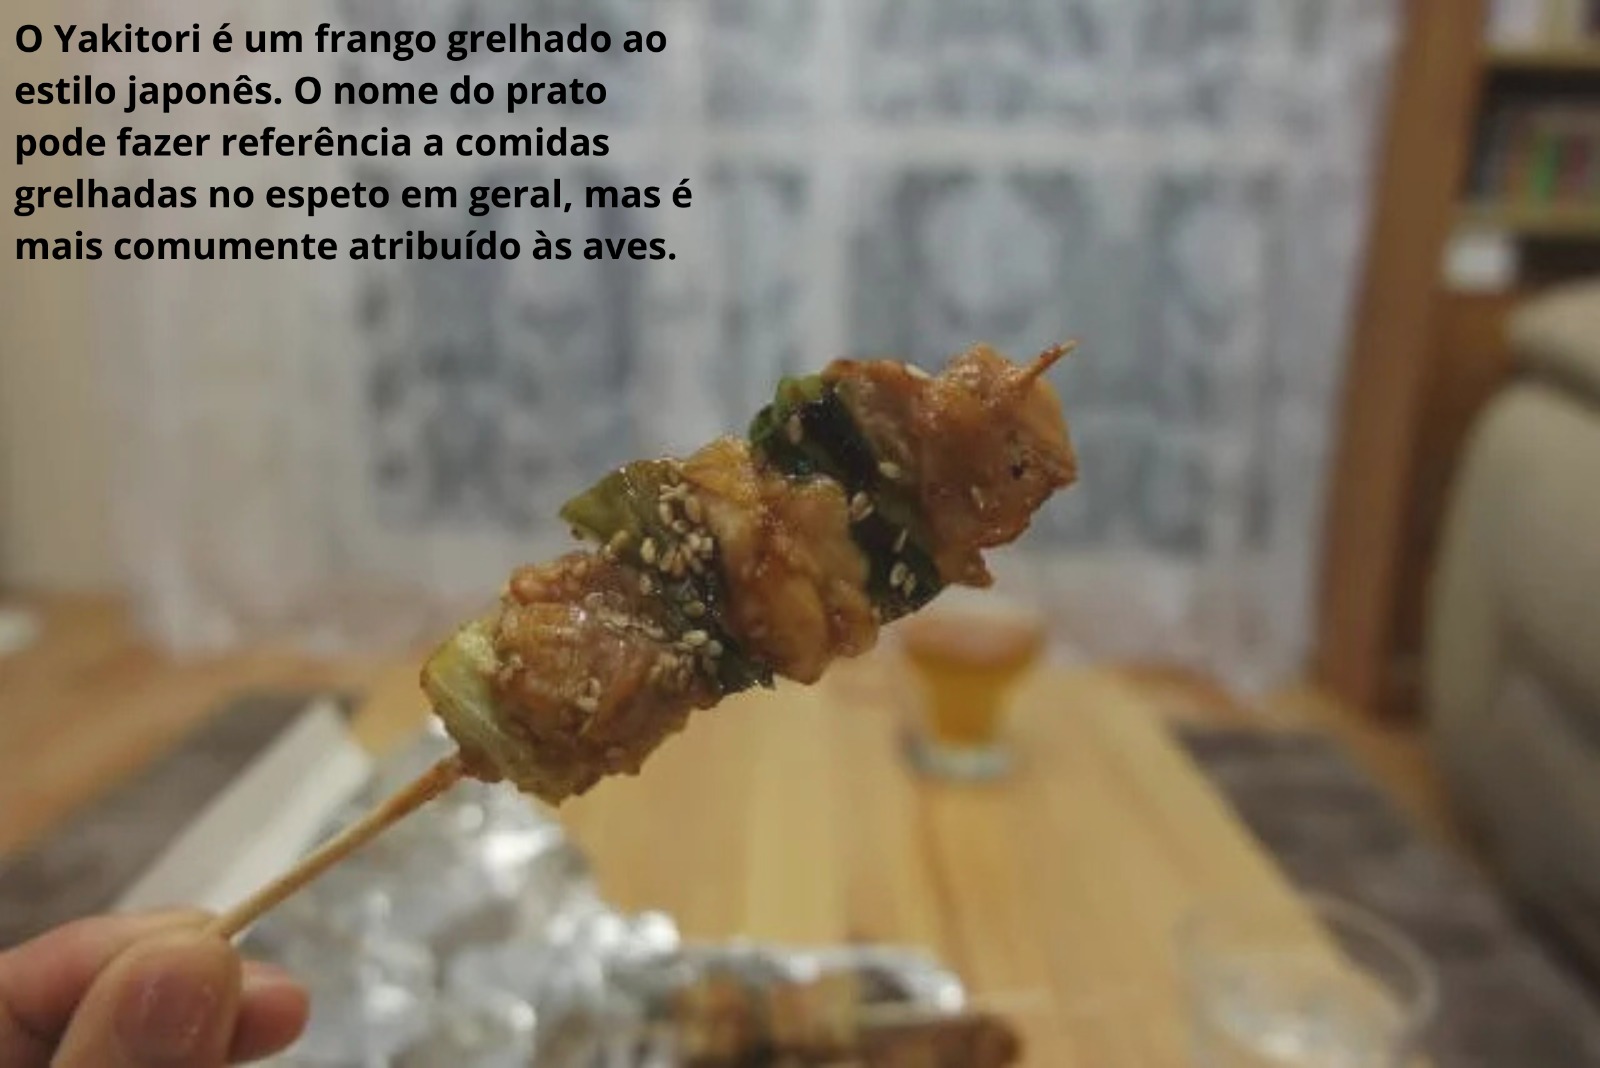 O Yakitori é um frango grelhado ao
estilo japonês. O nome do prato
pode fazer referência a comidas
grelhadas no espeto em geral, mas é
mais comumente atribuído às aves.